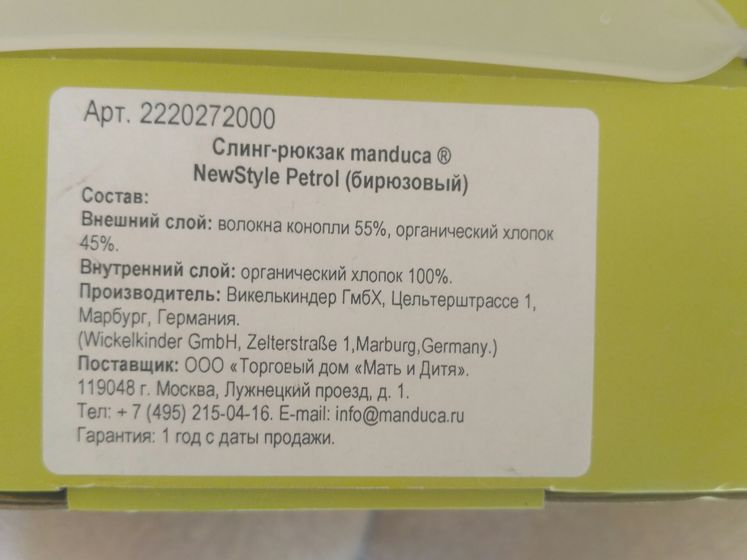 Арт. 2220272000
Слинг-рюкзак manduca ®
NewStyle Petrol (бирюзовый)
Состав:
Внешний слой: волокна конопли 55%, органический хлопок
45%.
Внутренний слой: органический хлопок 100%.
Производитель: Викелькиндер ГмбХ, Цельтерштрассе 1,
Марбург, Германия.
(Wickelkinder GmbH, Zelterstraße 1,Marburg,Germany.)
Поставщик: ООО «Торговый дом «Мать и Дитя».
119048 г. Москва, Лужнецкий проезд, д. 1.
Тел: + 7 (495) 215-04-16. E-mail: info@manduca.ru
Гарантия: 1 год с даты продажи.